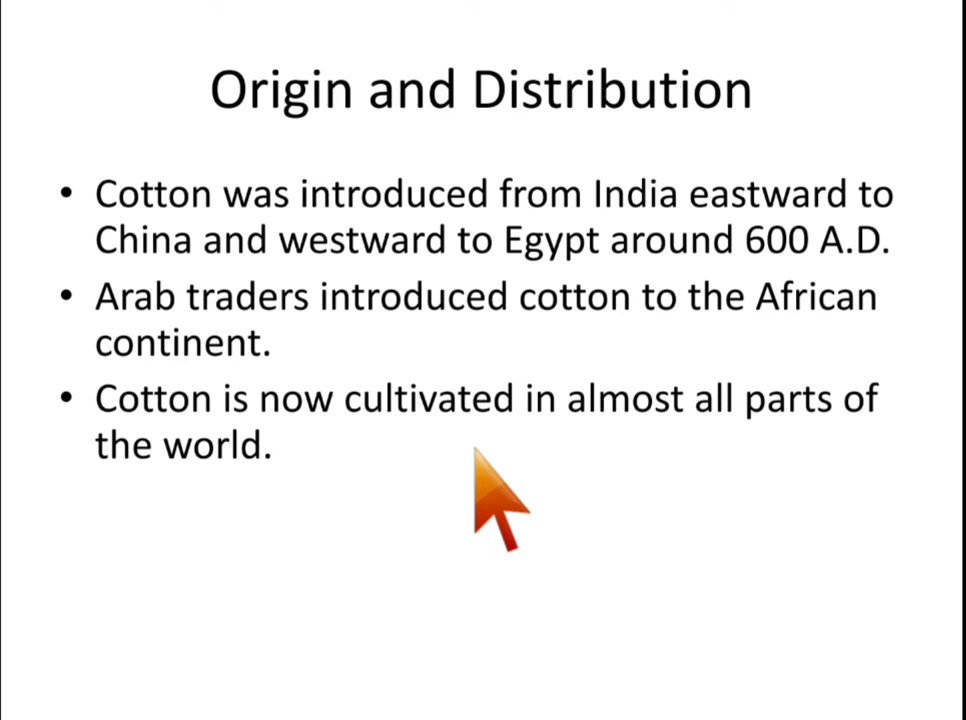 Origin and Distribution
• Cotton was introduced from India eastward to
China and westward to Egypt around 600 A.D.
• Arab traders introduced cotton to the African
continent.
• Cotton is now cultivated in almost all parts of
the world.